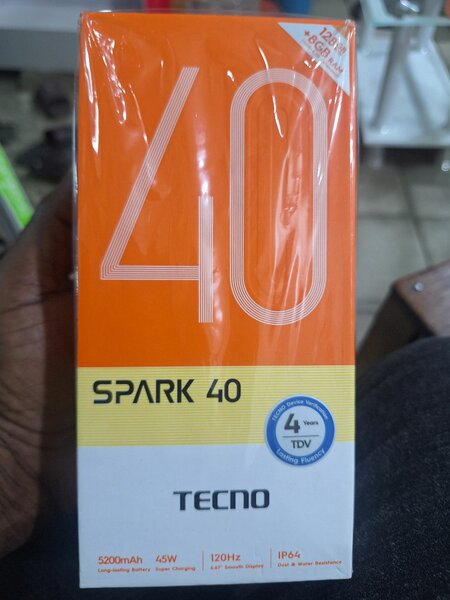 128GB
+8GB RAM
40
SPARK 40
TECNO Device Verification
4 Years
TDV
Lasting Fluency
TECNO
5200mAh 45W 120Hz IP64
Long-lasting Battery Super Charging 6.67" Smooth Display Dust & Water Resistance